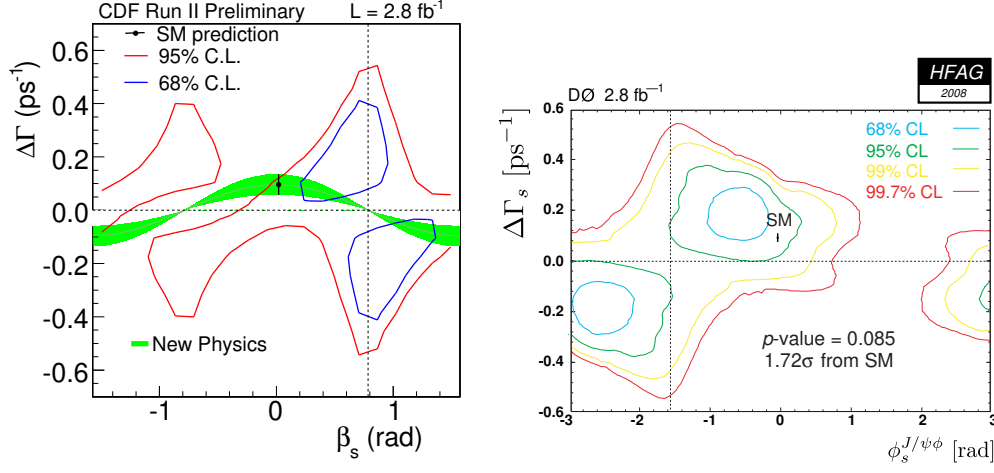 CDF Run II Preliminary L = 2.8 fb⁻¹
SM prediction
95% C.L.
68% C.L.
ΔΓ (ps⁻¹)
0.6
0.4
0.2
0.0
-0.2
-0.4
-0.6
New Physics
-1 0 1
βₛ (rad)
HFAG
2008
DØ 2.8 fb⁻¹
68% CL
95% CL
99% CL
99.7% CL
ΔΓₛ [ps⁻¹]
0.6
0.4
0.2
0.0
-0.2
-0.4
-0.6
SM
p-value = 0.085
1.72σ from SM
-3 -2 -1 0 1 2 3
φₛ^{J/ψφ} [rad]